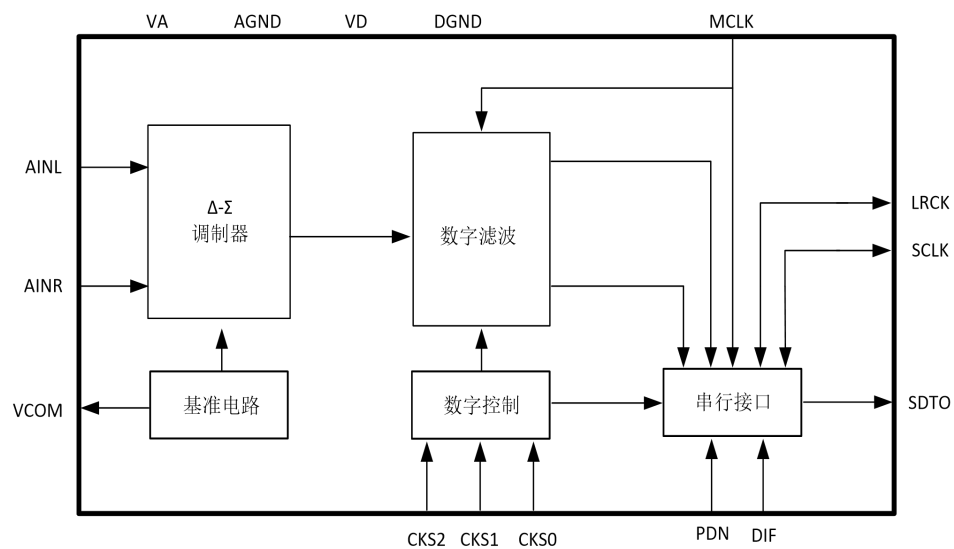 VA AGND VD DGND MCLK
AINL
Δ-Σ
调制器
数字滤波
LRCK
SCLK
AINR
VCOM
基准电路
数字控制
串行接口
SDTO
CKS2 CKS1 CKS0 PDN DIF